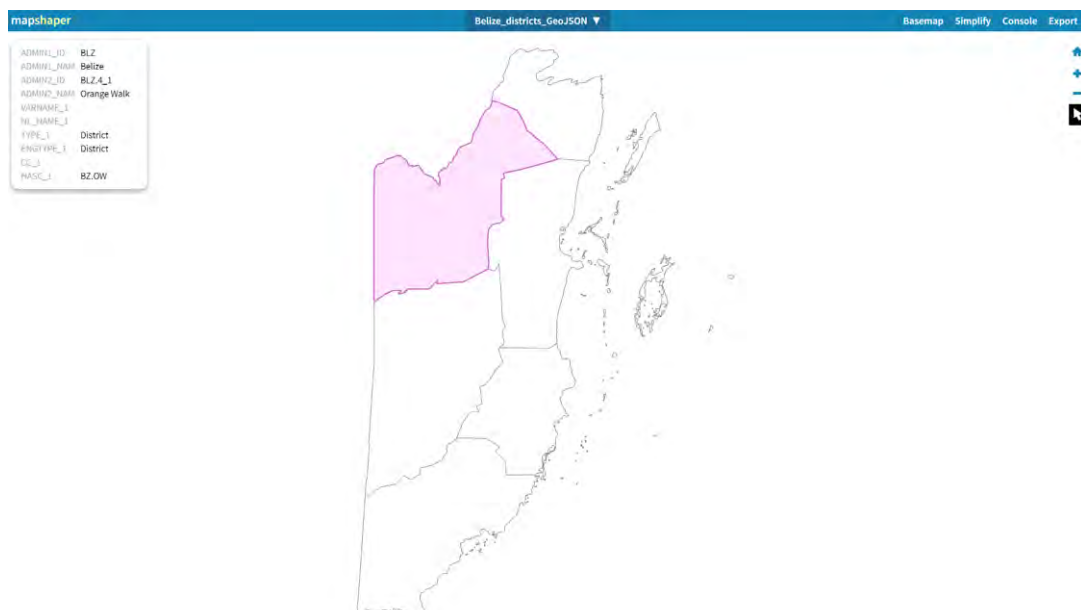 mapshaper
Belize_districts_GeoJSON ▼
Basemap Simplify Console Export
ADMIN1_ID BLZ
ADMIN1_NAM Belize
ADMIN2_ID BLZ.4_1
ADMIN2_NAM Orange Walk
VARNAME_1
NL_NAME_1
TYPE_1 District
ENGTYPE_1 District
CC_1
HASC_1 BZ.OW